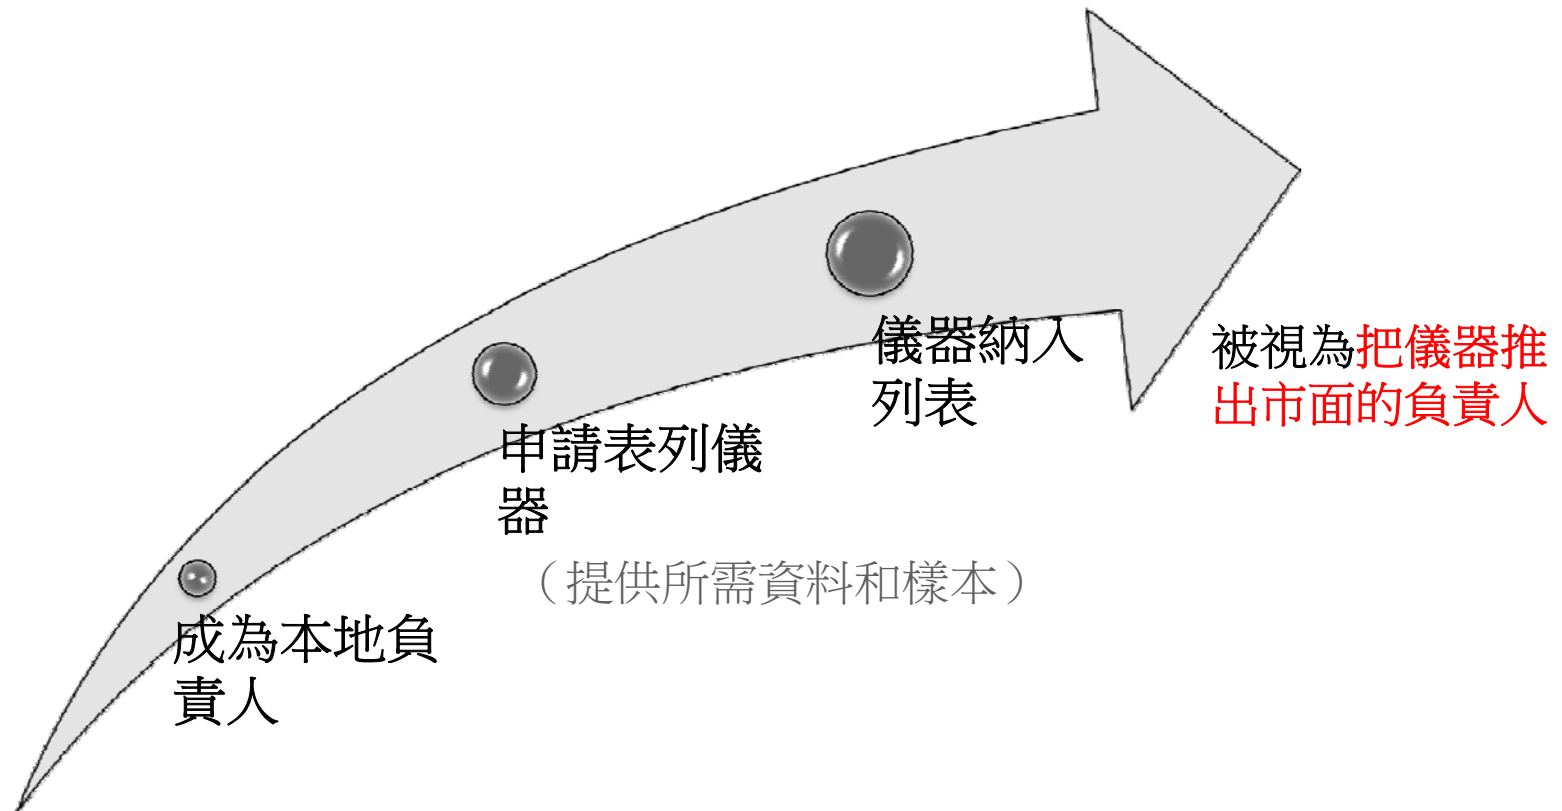 成為本地負
責人
申請表列儀
器
（提供所需資料和樣本）
儀器納入
列表
被視為把儀器推
出市面的負責人